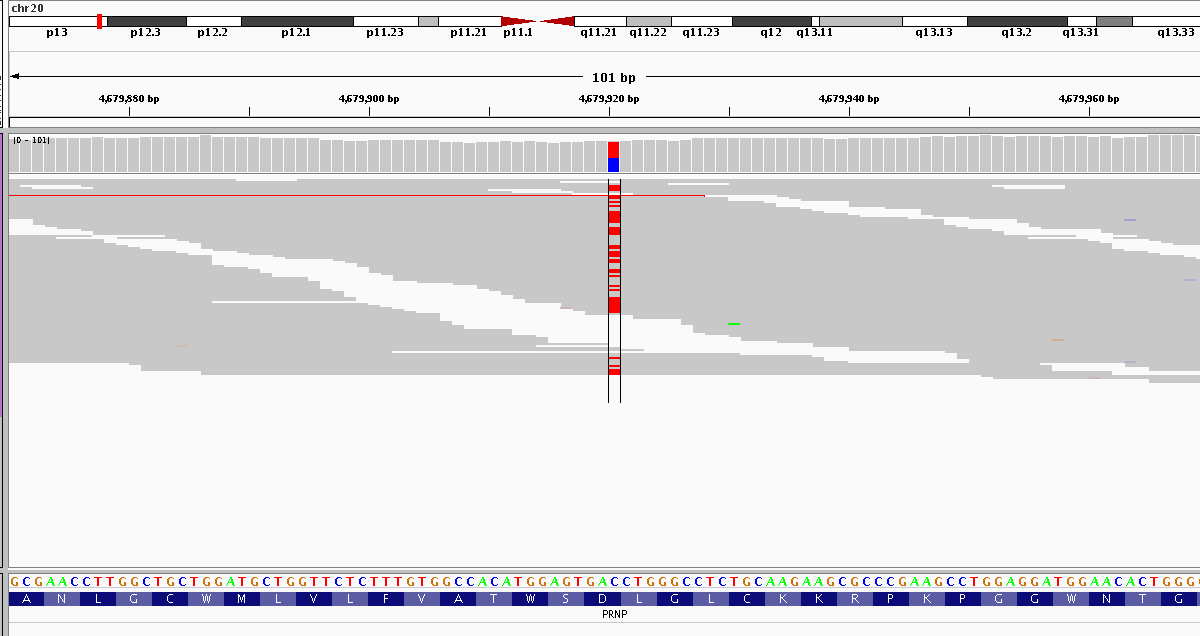 chr20
p13 p12.3 p12.2 p12.1 p11.23 p11.21 p11.1 q11.21 q11.22 q11.23 q12 q13.11 q13.13 q13.2 q13.31 q13.33
101 bp
4,679,880 bp 4,679,900 bp 4,679,920 bp 4,679,940 bp 4,679,960 bp
[0 - 101]
GCGAACCTTGGCTGCTGGATGCTGGTTCTCTTTGTGGCCACATGGAGTGACCTGGGCCTCTGCAAGAAGCGCCCGAAGCCTGGAGGATGGAACACTGGG
A N L G C W M L V L F V A T W S D L G L C K K R P K P G G W N T G
PRNP